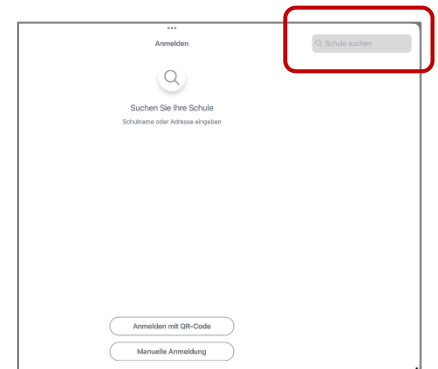 Anmelden
Schule suchen
Suchen Sie Ihre Schule
Schulname oder Adresse eingeben
Anmelden mit QR-Code
Manuelle Anmeldung